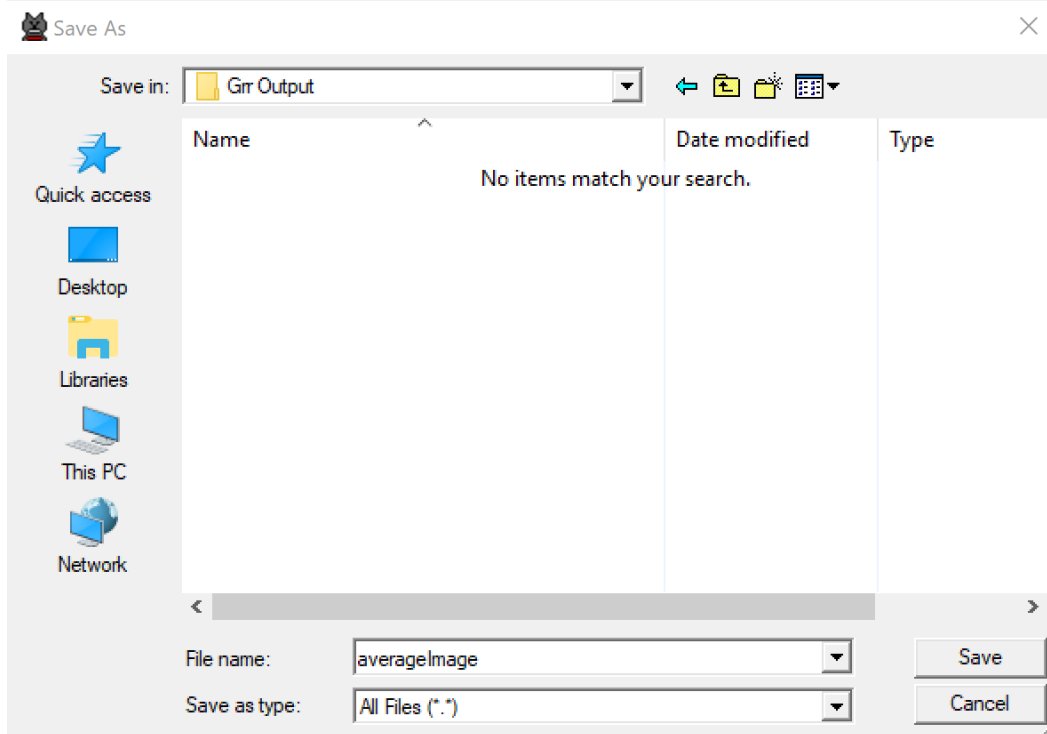 Save As
Save in: Grr Output
Name Date modified Type
No items match your search.
Quick access
Desktop
Libraries
This PC
Network
File name: averageImage Save
Save as type: All Files (*.*) Cancel